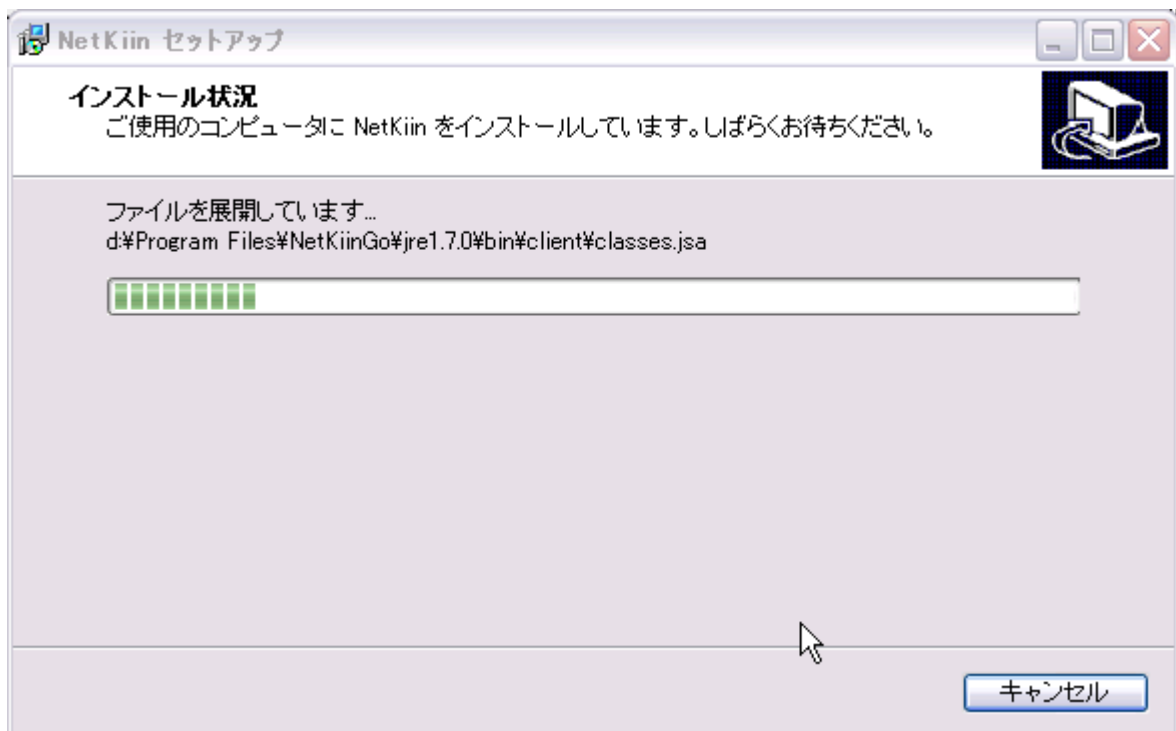 NetKiin セットアップ
インストール状況
ご使用のコンピュータに NetKiin をインストールしています。しばらくお待ちください。
ファイルを展開しています...
d:¥Program Files¥NetKiinGo¥jre1.7.0¥bin¥client¥classes.jsa
キャンセル